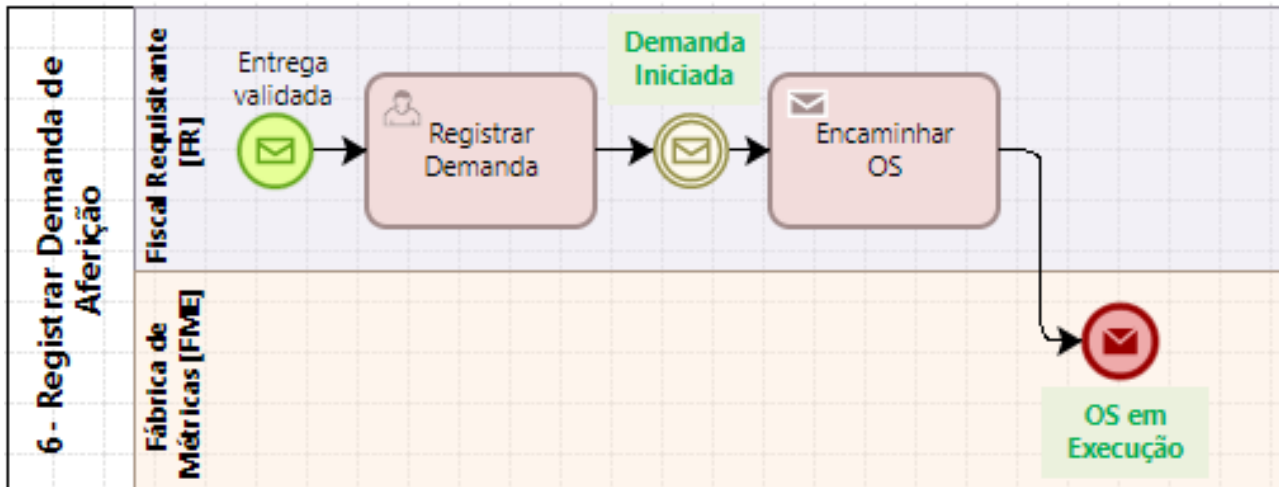 6 - Registrar Demanda de
Aferição
Fiscal Requisitante
[FR]
Entrega
validada
Registrar
Demanda
Demanda
Iniciada
Encaminhar
OS
Fábrica de
Métricas [FME]
OS em
Execução